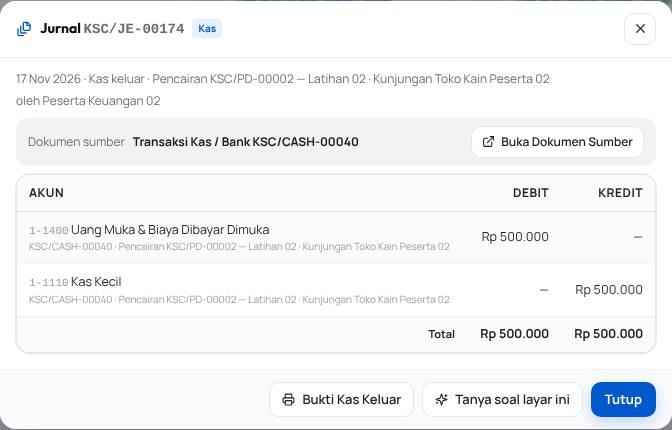 Jurnal KSC/JE-00174 Kas
17 Nov 2026 · Kas keluar · Pencairan KSC/PD-00002 — Latihan 02 · Kunjungan Toko Kain Peserta 02
oleh Peserta Keuangan 02
Dokumen sumber Transaksi Kas / Bank KSC/CASH-00040 Buka Dokumen Sumber
AKUN DEBIT KREDIT
1-1400 Uang Muka & Biaya Dibayar Dimuka Rp 500.000 —
KSC/CASH-00040 · Pencairan KSC/PD-00002 — Latihan 02 · Kunjungan Toko Kain Peserta 02
1-1110 Kas Kecil — Rp 500.000
KSC/CASH-00040 · Pencairan KSC/PD-00002 — Latihan 02 · Kunjungan Toko Kain Peserta 02
Total Rp 500.000 Rp 500.000
Bukti Kas Keluar Tanya soal layar ini Tutup